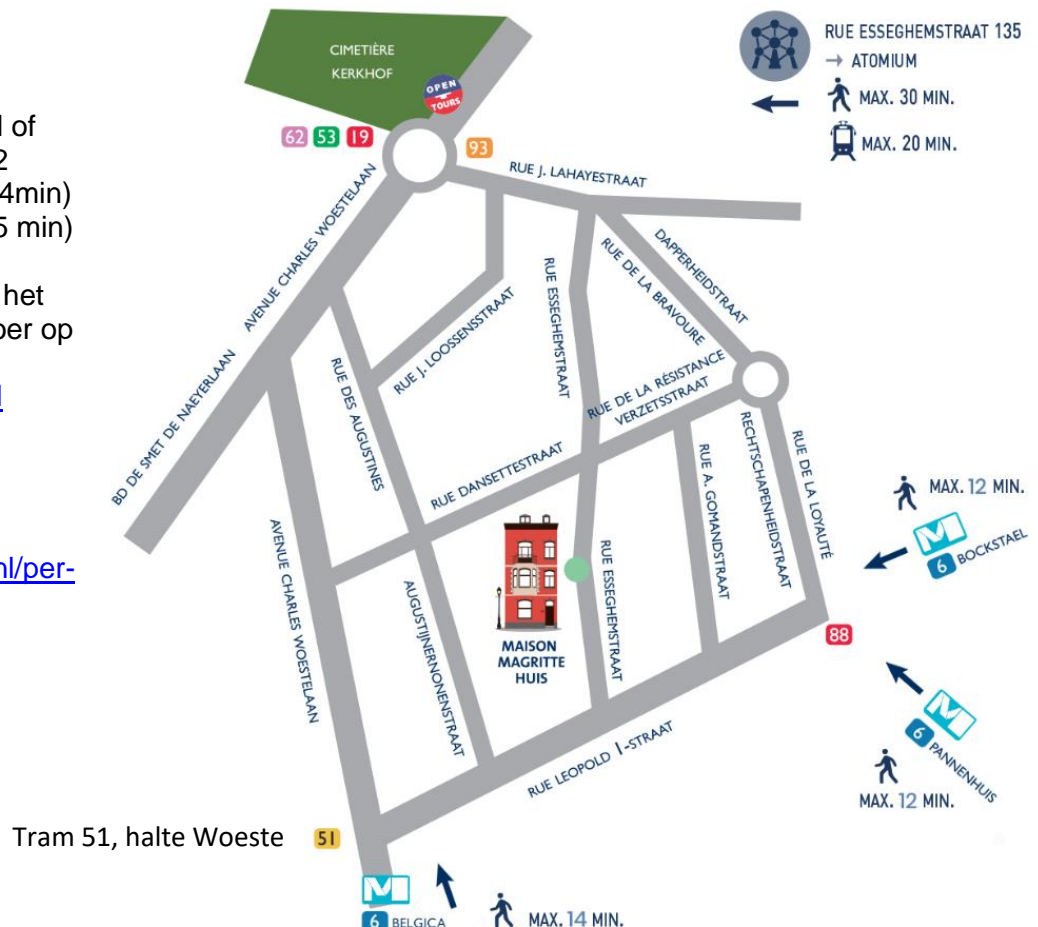 CIMETIÈRE
KERKHOF
OPEN
TOURS
RUE ESSEGHEMSTRAAT 135
→ ATOMIUM
MAX. 30 MIN.
MAX. 20 MIN.
of
2
4min)
5 min)
het
per op
nl/per-
62 53 19
93
RUE J. LAHAYESTRAAT
AVENUE CHARLES WOESTELAAN
BD DE SMET DE NAEYERLAAN
RUE J. LOOSSENSSTRAAT
RUE DES AUGUSTINES
RUE ESSEGHEMSTRAAT
RUE DE LA BRAVOURE
DAPPERHEIDSTRAAT
RUE DE LA RÉSISTANCE
VERZETSSTRAAT
RUE DANSETTESTRAAT
RECHTSCHAPENHEIDSTRAAT
RUE DE LA LOYAUTÉ
RUE A. GOMANDSTRAAT
AVENUE CHARLES WOESTELAAN
AUGUSTIJNERNONENSTRAAT
RUE ESSEGHEMSTRAAT
MAISON
MAGRITTE
HUIS
MAX. 12 MIN.
M
6 BOCKSTAEL
88
RUE LEOPOLD I-STRAAT
M
6 PANNENHUIS
MAX. 12 MIN.
Tram 51, halte Woeste 51
M
6 BELGICA
MAX. 14 MIN.